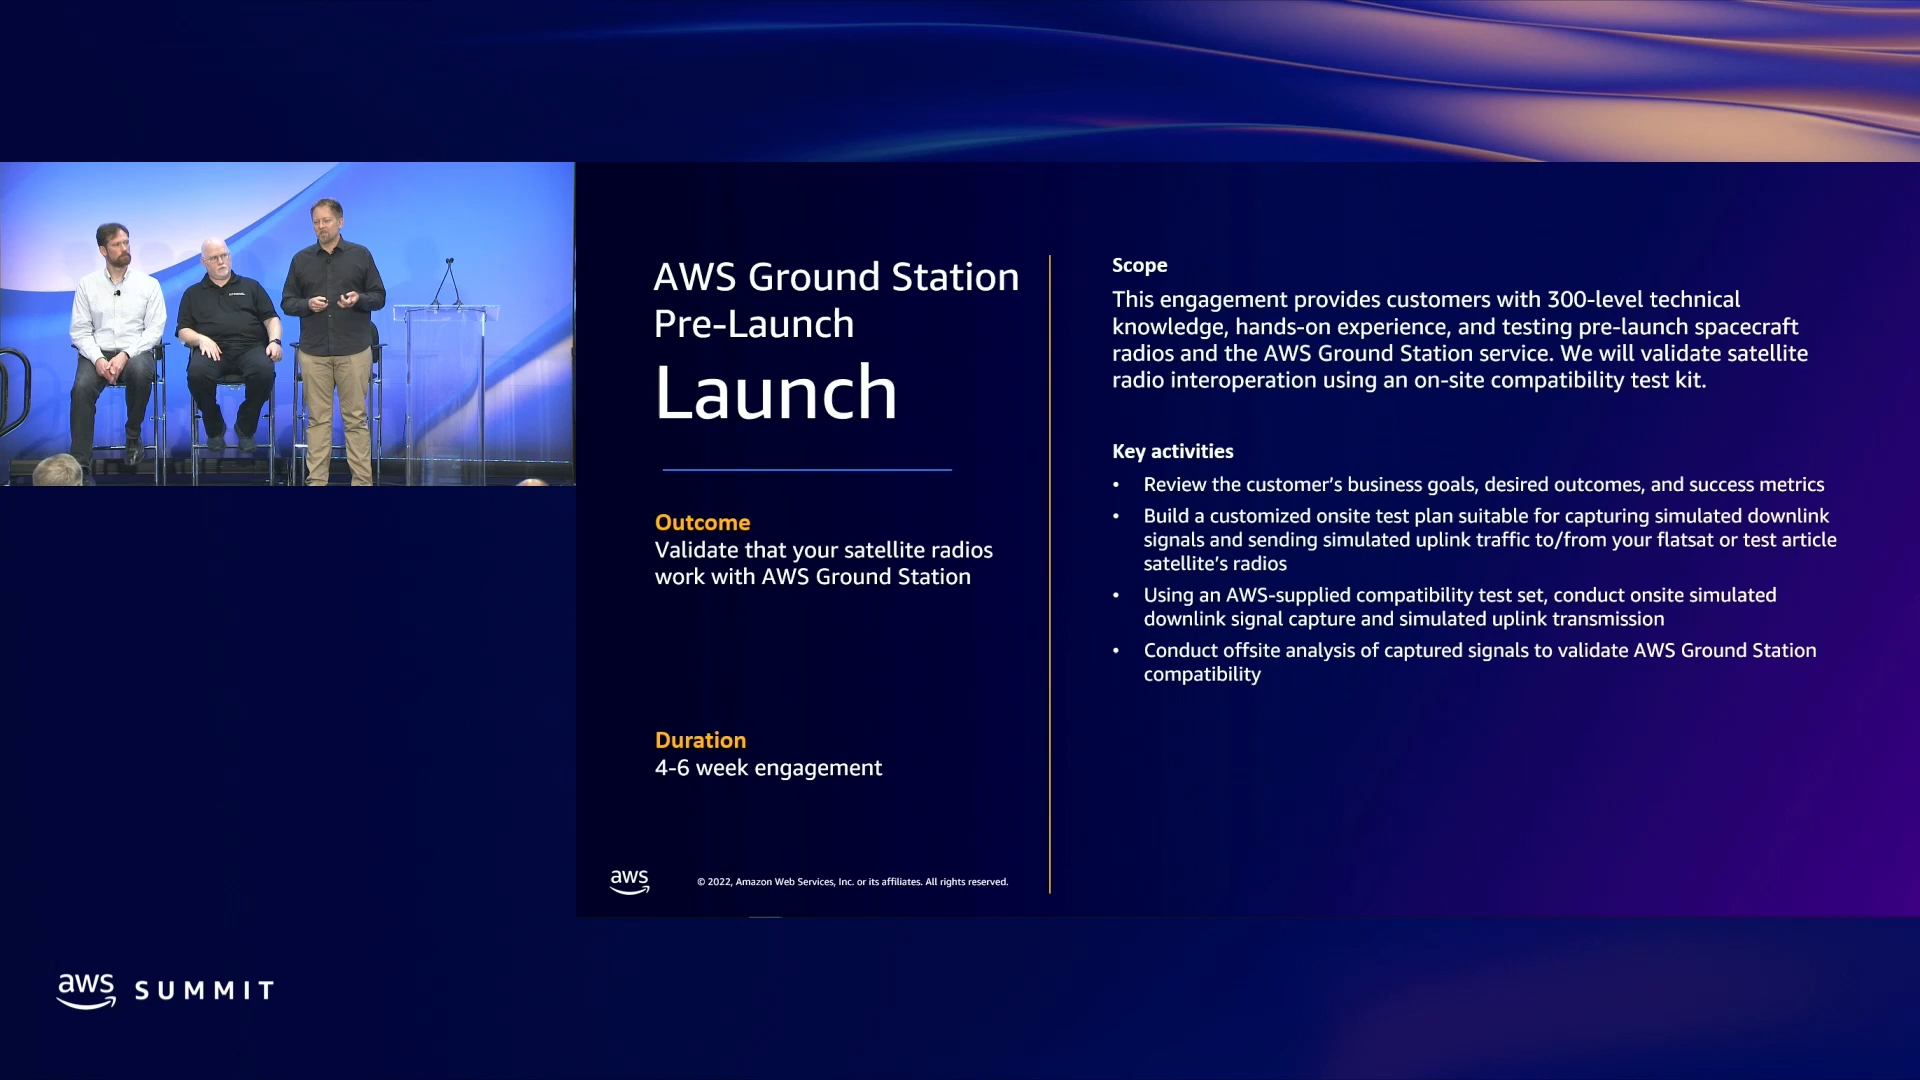 AWS Ground Station
Pre-Launch
Launch
Outcome
Validate that your satellite radios
work with AWS Ground Station
Duration
4-6 week engagement
aws
© 2022, Amazon Web Services, Inc. or its affiliates. All rights reserved.
Scope
This engagement provides customers with 300-level technical
knowledge, hands-on experience, and testing pre-launch spacecraft
radios and the AWS Ground Station service. We will validate satellite
radio interoperation using an on-site compatibility test kit.
Key activities
• Review the customer’s business goals, desired outcomes, and success metrics
• Build a customized onsite test plan suitable for capturing simulated downlink
signals and sending simulated uplink traffic to/from your flatsat or test article
satellite’s radios
• Using an AWS-supplied compatibility test set, conduct onsite simulated
downlink signal capture and simulated uplink transmission
• Conduct offsite analysis of captured signals to validate AWS Ground Station
compatibility
aws SUMMIT